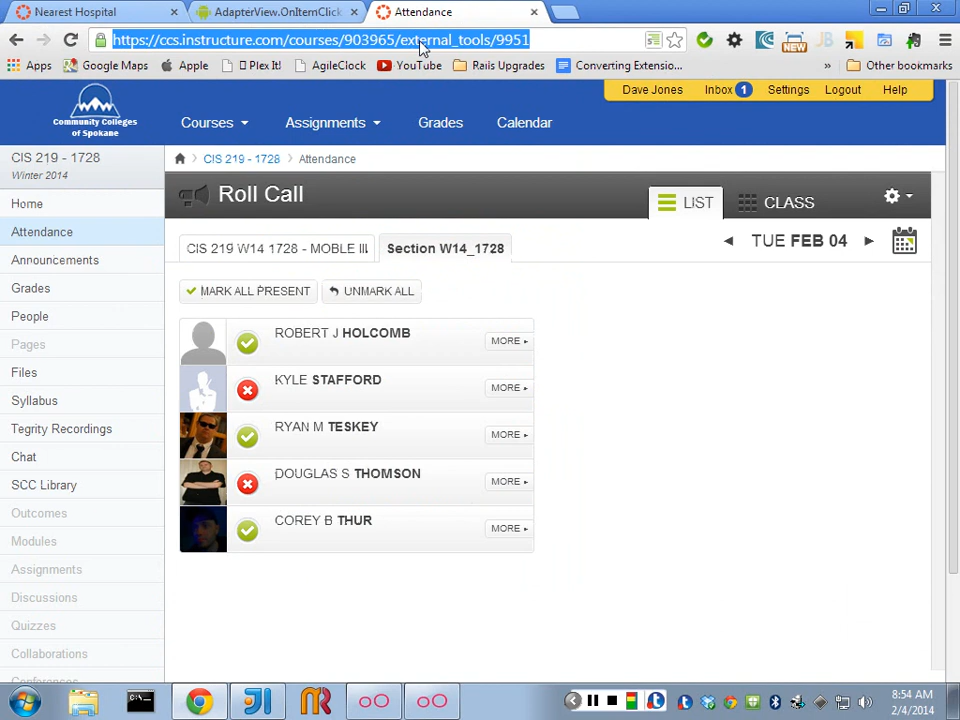 Nearest Hospital
AdapterView.OnItemClick
Attendance
https://ccs.instructure.com/courses/903965/external_tools/9951
Apps
Google Maps
Apple
Plex It!
AgileClock
YouTube
Rails Upgrades
Converting Extensio...
»
Other bookmarks
NEW
JB
Community Colleges
of Spokane
Dave Jones
Inbox 1
Settings
Logout
Help
Courses
Assignments
Grades
Calendar
CIS 219 - 1728
Winter 2014
CIS 219 - 1728
Attendance
Home
Attendance
Announcements
Grades
People
Pages
Files
Syllabus
Tegrity Recordings
Chat
SCC Library
Outcomes
Modules
Assignments
Discussions
Quizzes
Collaborations
Conferences
Roll Call
LIST
CLASS
CIS 219 W14 1728 - MOBLE II
Section W14_1728
TUE FEB 04
MARK ALL PRESENT
UNMARK ALL
ROBERT J HOLCOMB
MORE
KYLE STAFFORD
MORE
RYAN M TESKEY
MORE
DOUGLAS S THOMSON
MORE
COREY B THUR
MORE
8:54 AM
2/4/2014